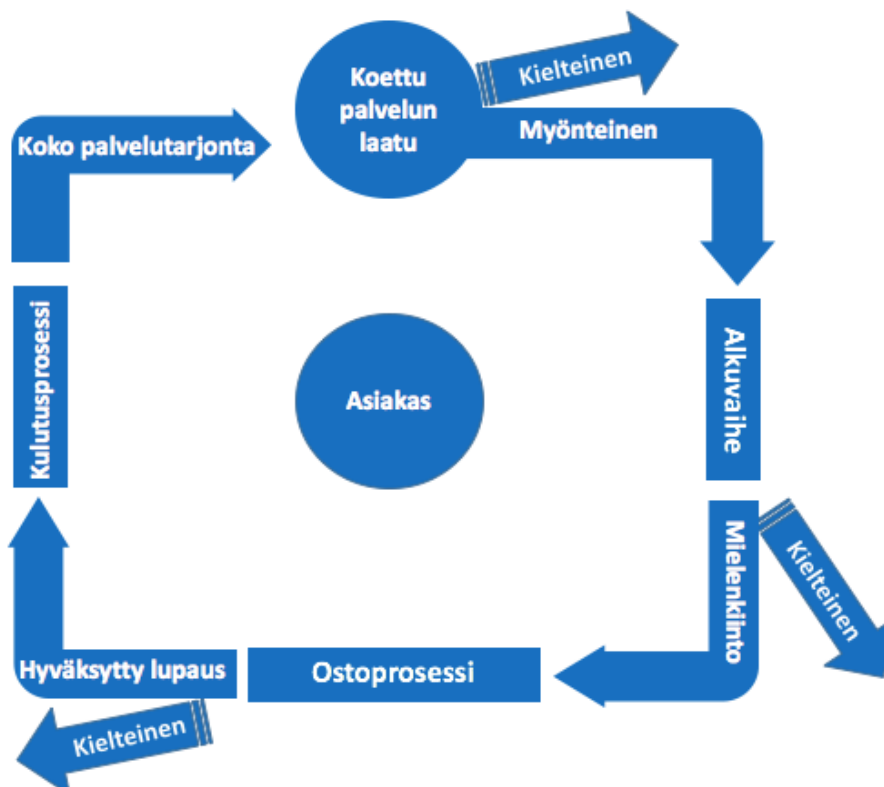 Koettu
palvelun
laatu
Kielteinen
Myönteinen
Koko palvelutarjonta
Alkuvaihe
Kulutusprosessi
Asiakas
Mielenkiinto
Kielteinen
Ostoprosessi
Hyväksytty lupaus
Kielteinen